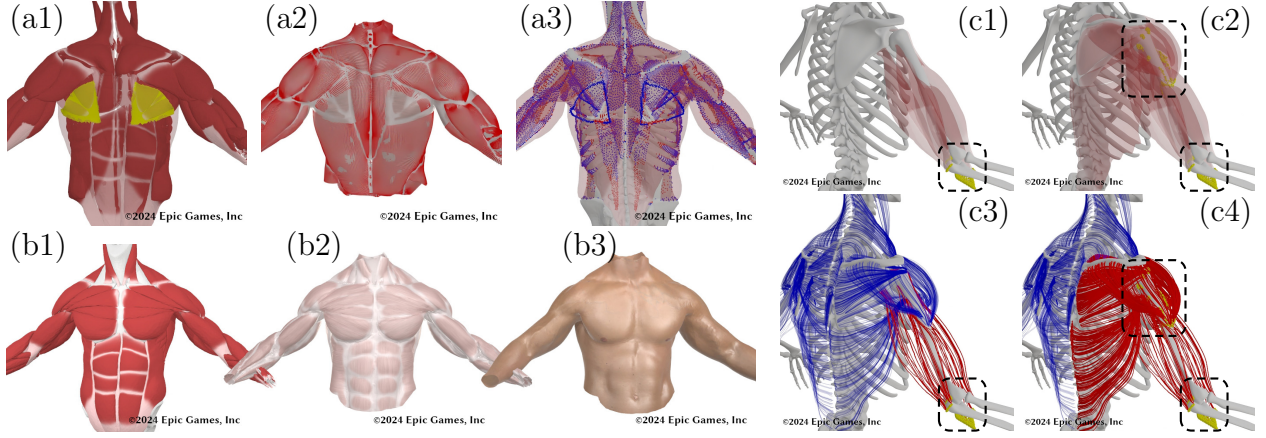 (a1)
(a2)
(a3)
(c1)
(c2)
©2024 Epic Games, Inc
©2024 Epic Games, Inc
©2024 Epic Games, Inc
©2024 Epic Games, Inc
©2024 Epic Games, Inc
(b1)
(b2)
(b3)
(c3)
(c4)
©2024 Epic Games, Inc
©2024 Epic Games, Inc
©2024 Epic Games, Inc
©2024 Epic Games, Inc
©2024 Epic Games, Inc